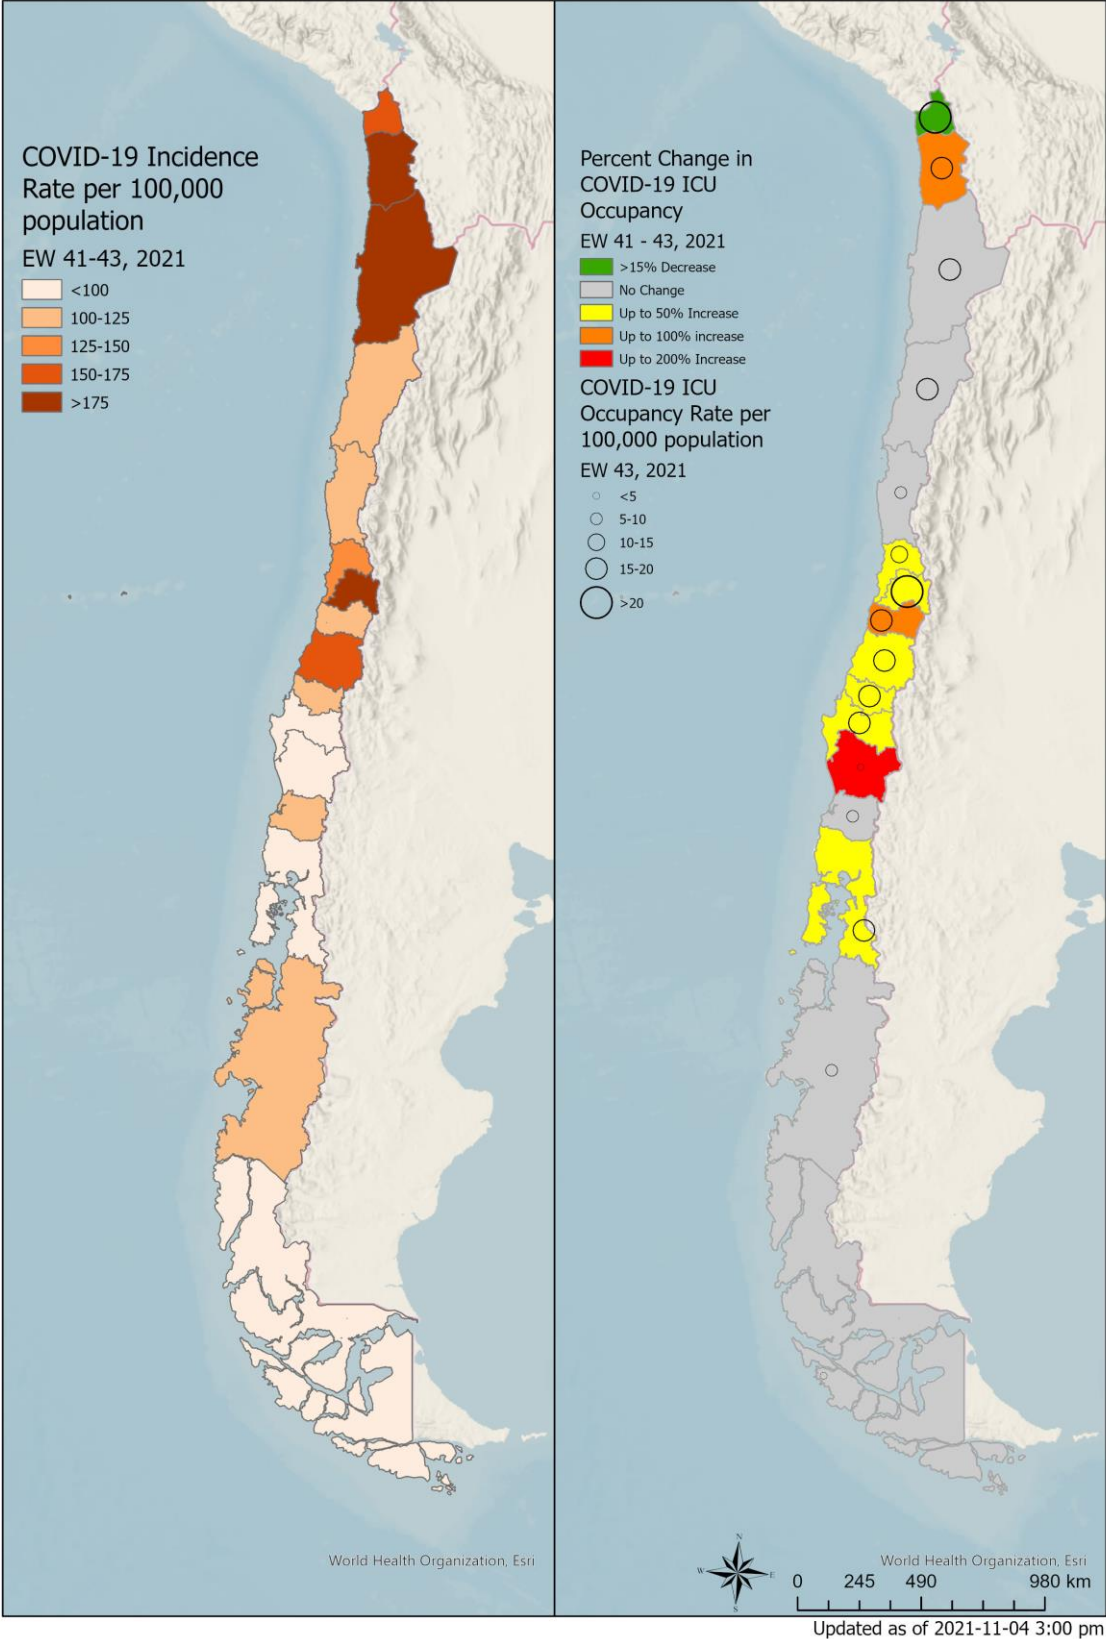 COVID-19 Incidence
Rate per 100,000
population
EW 41-43, 2021
<100
100-125
125-150
150-175
>175
World Health Organization, Esri
Percent Change in
COVID-19 ICU
Occupancy
EW 41 - 43, 2021
>15% Decrease
No Change
Up to 50% Increase
Up to 100% increase
Up to 200% Increase
COVID-19 ICU
Occupancy Rate per
100,000 population
EW 43, 2021
<5
5-10
10-15
15-20
>20
N
W
E
S
World Health Organization, Esri
0 245 490 980 km
Updated as of 2021-11-04 3:00 pm